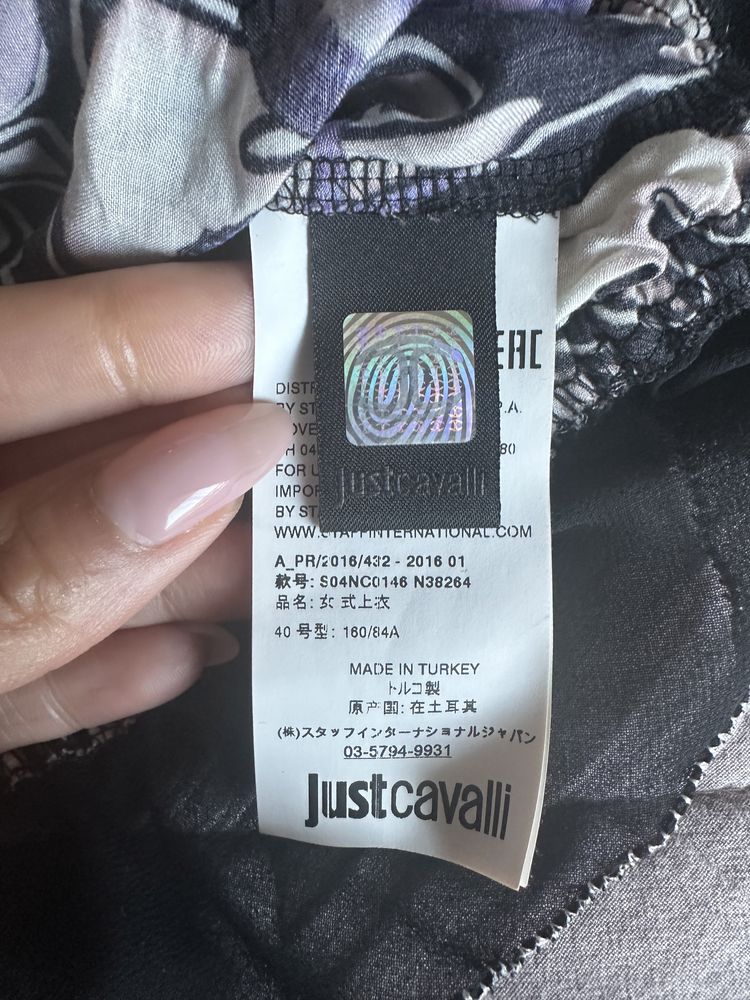 EAC
justcavalli
DISTR
BY ST P.A.
OVE
H 04 80
FOR U
IMPOR
BY ST
WWW.STAFFINTERNATIONAL.COM
A_PR/2016/432 - 2016 01
款号: S04NC0146 N38264
品名: 女式上衣
40 号型: 160/84A
MADE IN TURKEY
トルコ製
原产国: 在土耳其
(株)スタッフインターナショナルジャパン
03-5794-9931
justcavalli